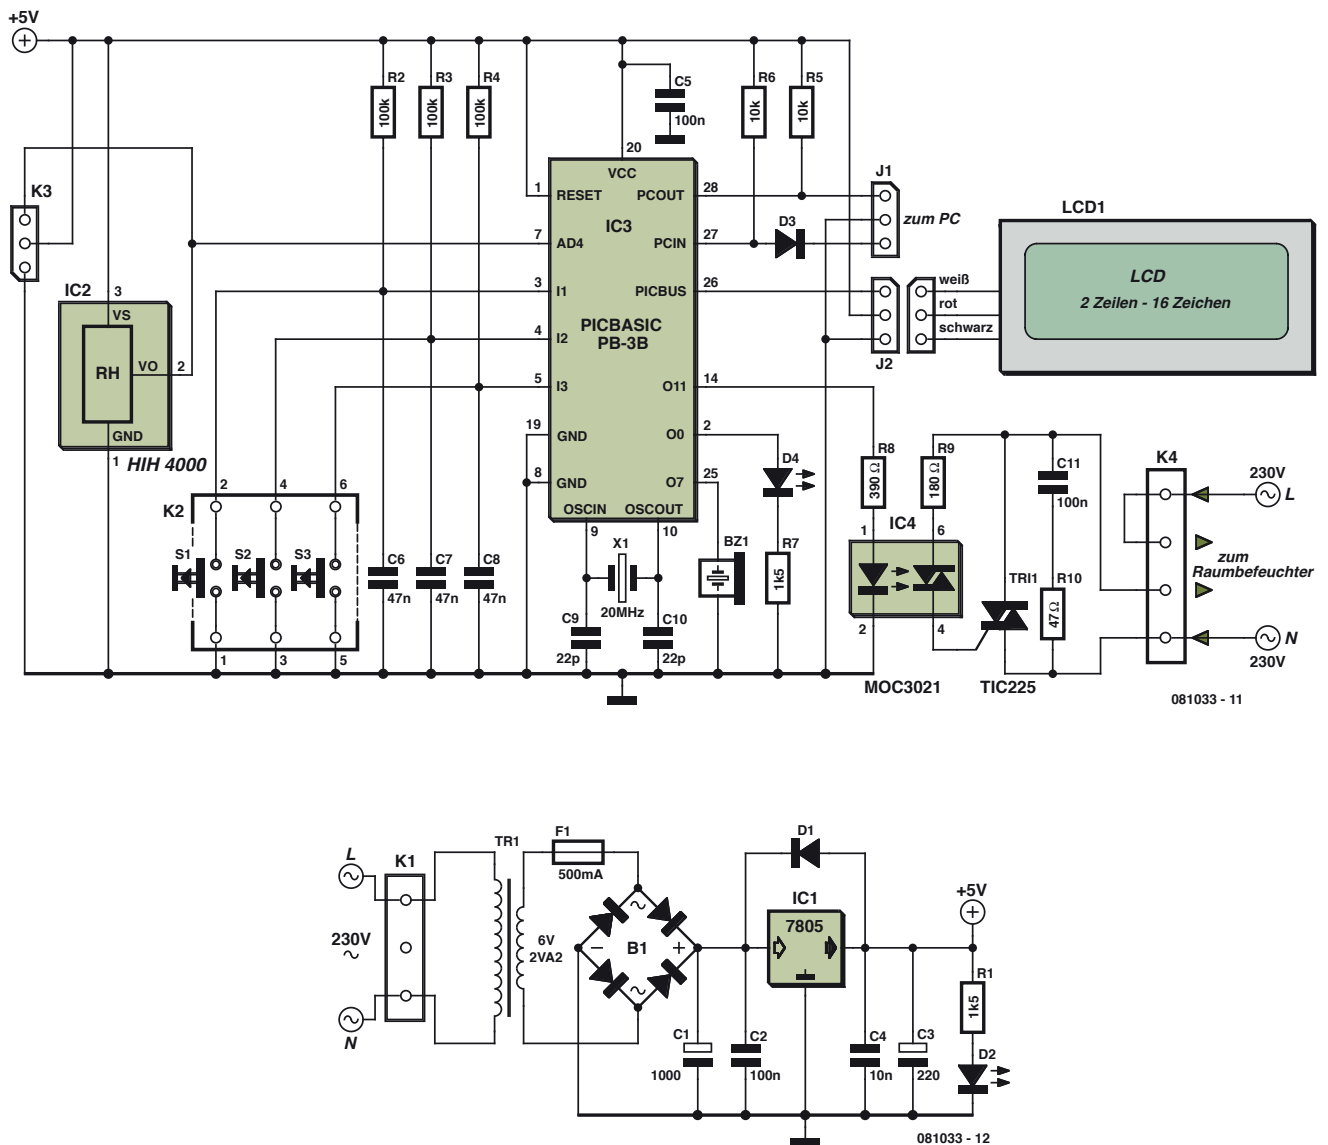 +5V
R2
R3
R4
C5
R6
R5
100k
100k
100k
100n
10k
10k
20
VCC
K3
1
RESET
PCOUT
28
J1
IC3
zum PC
LCD1
7
AD4
PCIN
27
D3
IC2
3
VS
3
I1
PICBUS
26
weiß
LCD
rot
2 Zeilen - 16 Zeichen
PICBASIC
PB-3B
schwarz
4
I2
J2
RH
VO
2
5
I3
O11
14
GND
1
HIH 4000
19
GND
O0
2
D4
R8
390 Ω
R9
180 Ω
C11
100n
K4
230V
L
8
GND
O7
25
2
4
6
K2
OSCIN
OSCOUT
9
10
IC4
1
6
S1
S2
S3
C6
47n
C7
47n
C8
47n
X1
20MHz
BZ1
R7
1k5
TRI1
R10
47Ω
zum
Raumbefeuchter
C9
22p
C10
22p
2
4
N
230V
1
3
5
MOC3021
TIC225
081033 - 11
L
K1
TR1
F1
500mA
D1
IC1
7805
+5V
230V
~
6V
2VA2
~
–
B1
+
~
R1
1k5
N
C1
1000
C2
100n
C4
10n
C3
220
D2
081033 - 12